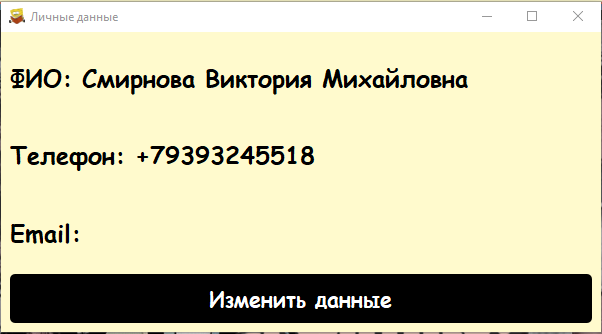 Личные данные
ФИО: Смирнова Виктория Михайловна
Телефон: +79393245518
Email:
Изменить данные